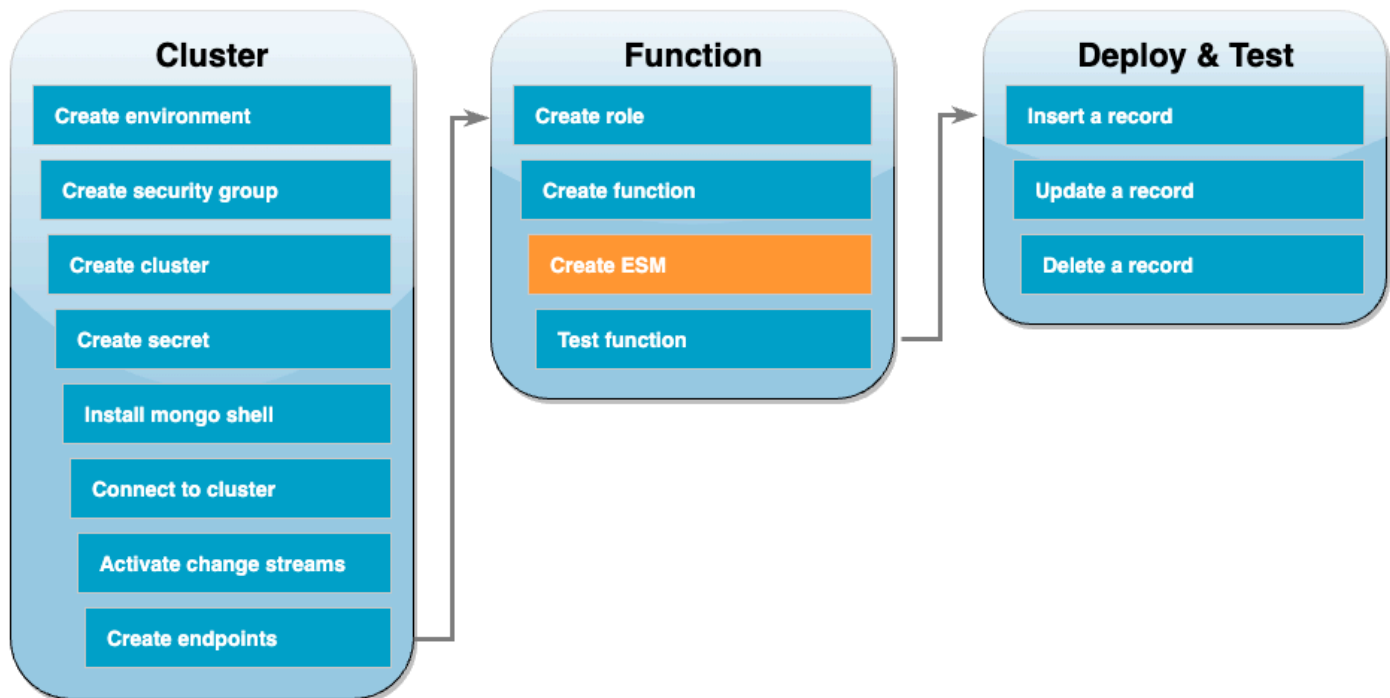 Cluster
Create environment
Create security group
Create cluster
Create secret
Install mongo shell
Connect to cluster
Activate change streams
Create endpoints
Function
Create role
Create function
Create ESM
Test function
Deploy & Test
Insert a record
Update a record
Delete a record